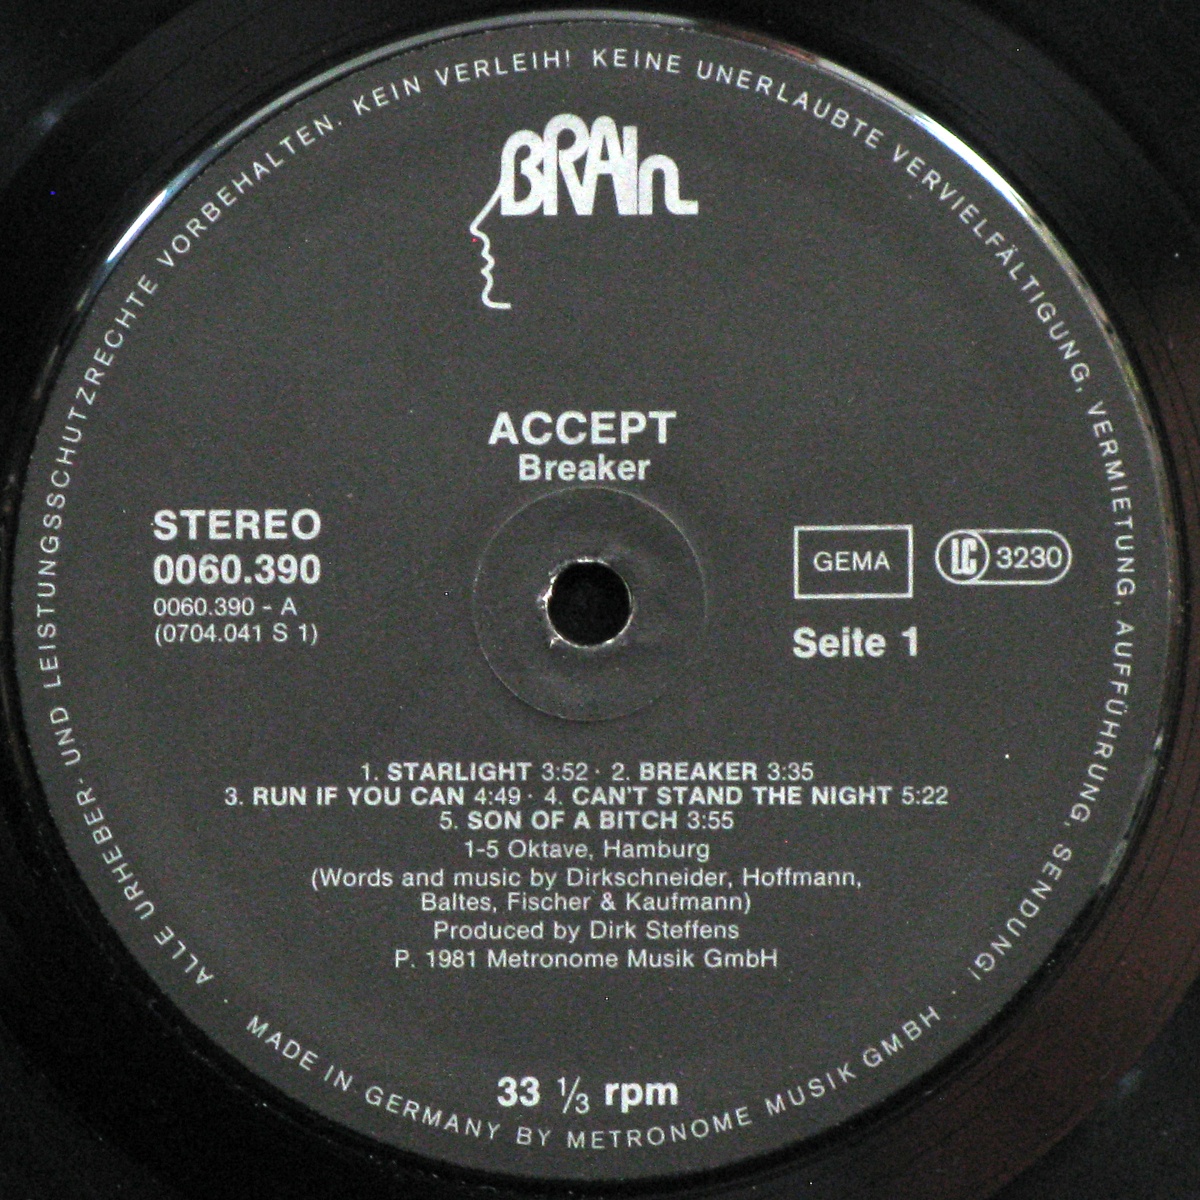 ALLE URHEBER- UND LEISTUNGSSCHUTZRECHTE VORBEHALTEN. KEIN VERLEIH! KEINE UNERLAUBTE VERVIELFÄLTIGUNG, VERMIETUNG, AUFFÜHRUNG, SENDUNG!
BRAIN
ACCEPT
Breaker
STEREO
0060.390
0060.390 - A
(0704.041 S 1)
GEMA
LC 3230
Seite 1
1. STARLIGHT 3:52 · 2. BREAKER 3:35
3. RUN IF YOU CAN 4:49 · 4. CAN'T STAND THE NIGHT 5:22
5. SON OF A BITCH 3:55
1-5 Oktave, Hamburg
(Words and music by Dirkschneider, Hoffmann,
Baltes, Fischer & Kaufmann)
Produced by Dirk Steffens
P. 1981 Metronome Musik GmbH
33 ⅓ rpm
· MADE IN GERMANY BY METRONOME MUSIK GMBH ·